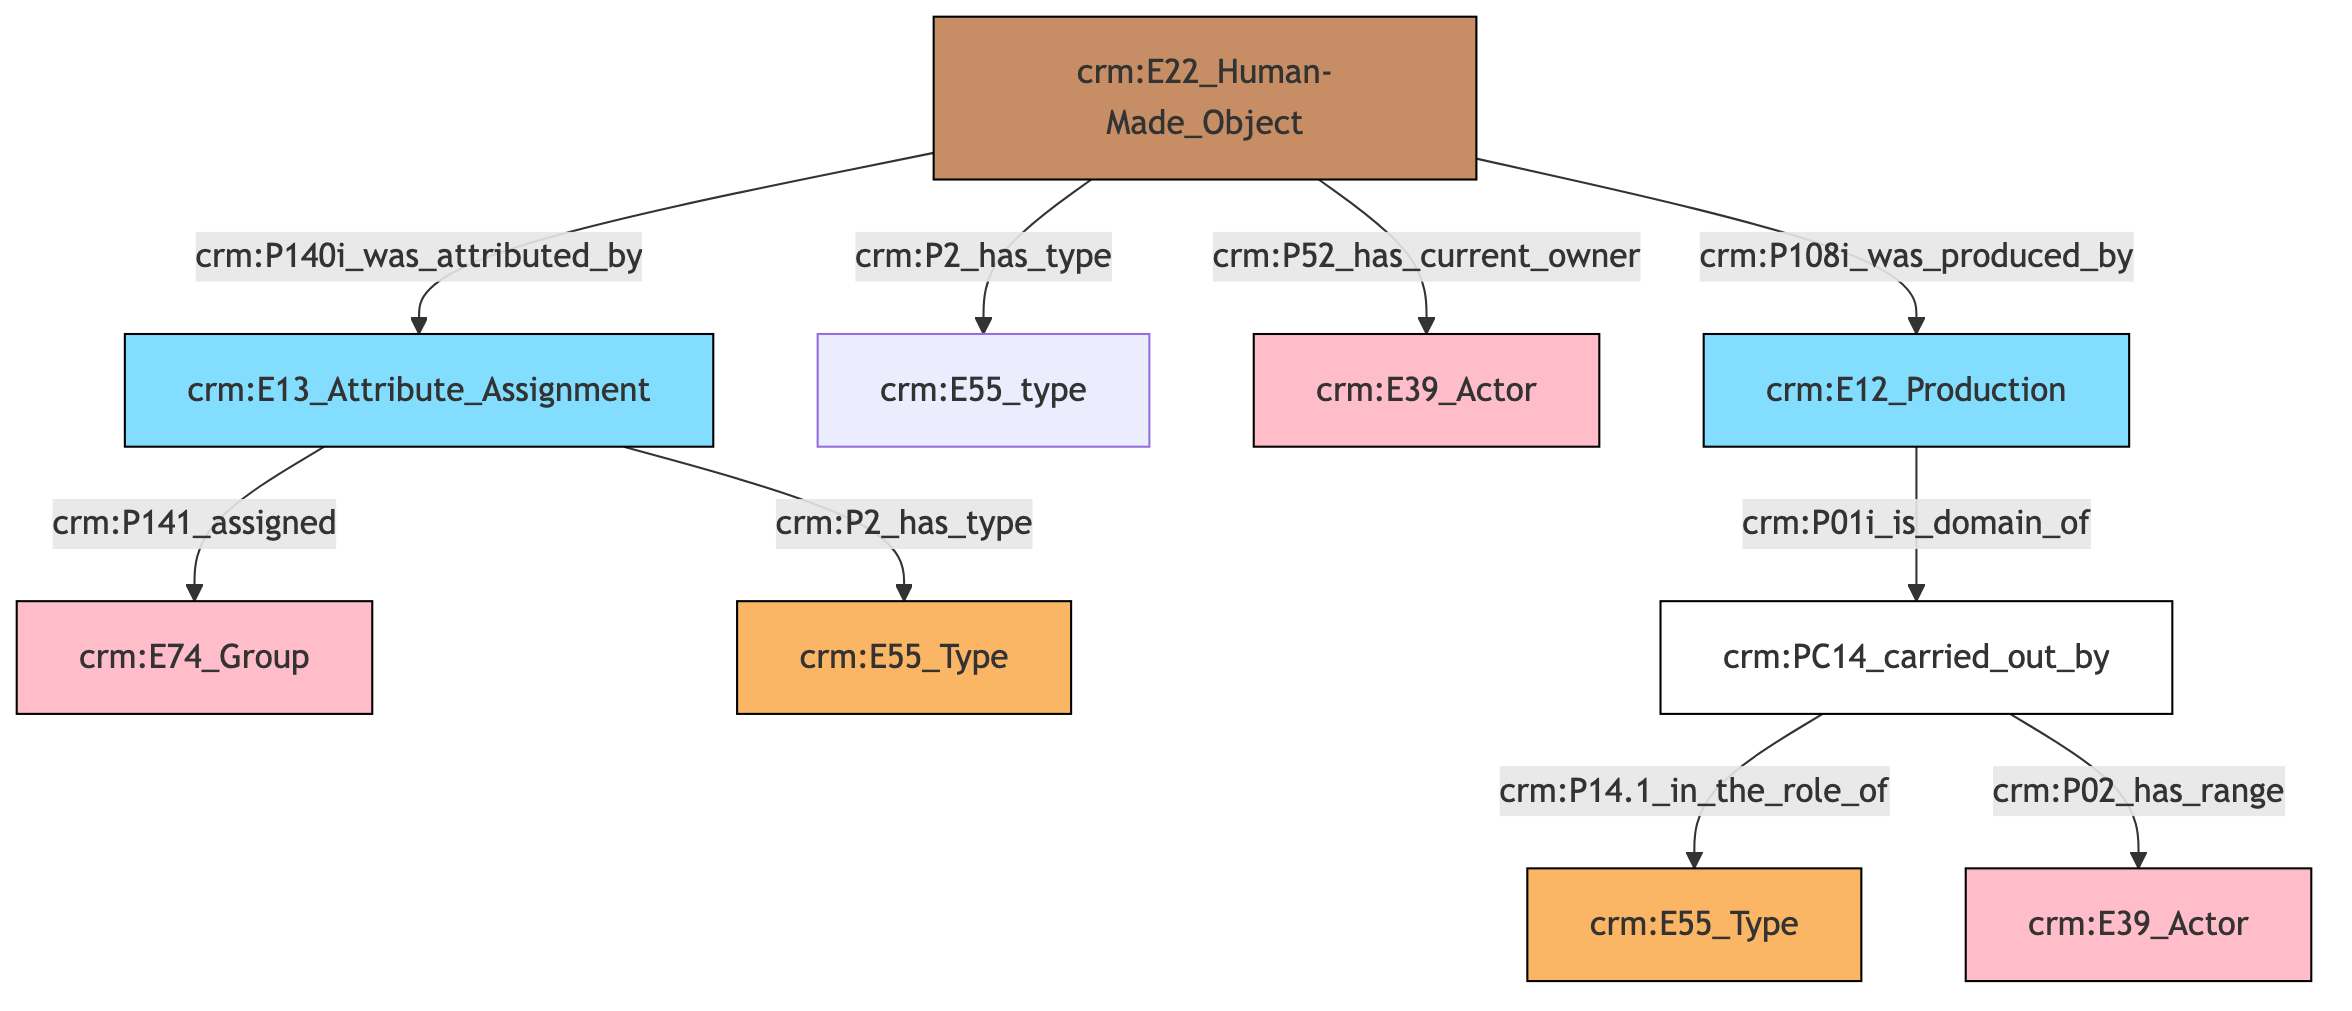 crm:E22_Human-
Made_Object
crm:P140i_was_attributed_by
crm:P2_has_type
crm:P52_has_current_owner
crm:P108i_was_produced_by
crm:E13_Attribute_Assignment
crm:E55_type
crm:E39_Actor
crm:E12_Production
crm:P141_assigned
crm:P2_has_type
crm:P01i_is_domain_of
crm:E74_Group
crm:E55_Type
crm:PC14_carried_out_by
crm:P14.1_in_the_role_of
crm:P02_has_range
crm:E55_Type
crm:E39_Actor